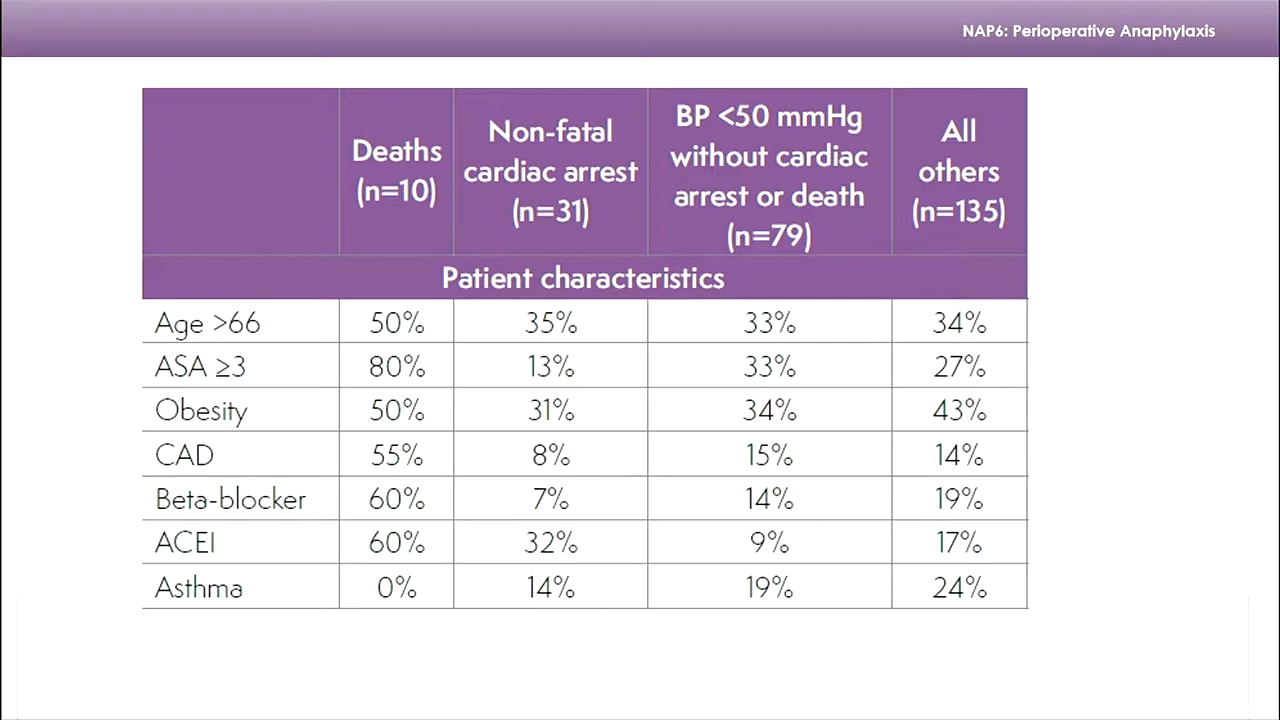 NAP6: Perioperative Anaphylaxis
Deaths
(n=10)
Non-fatal
cardiac arrest
(n=31)
BP <50 mmHg
without cardiac
arrest or death
(n=79)
All
others
(n=135)
Patient characteristics
Age >66 50% 35% 33% 34%
ASA ≥3 80% 13% 33% 27%
Obesity 50% 31% 34% 43%
CAD 55% 8% 15% 14%
Beta-blocker 60% 7% 14% 19%
ACEI 60% 32% 9% 17%
Asthma 0% 14% 19% 24%